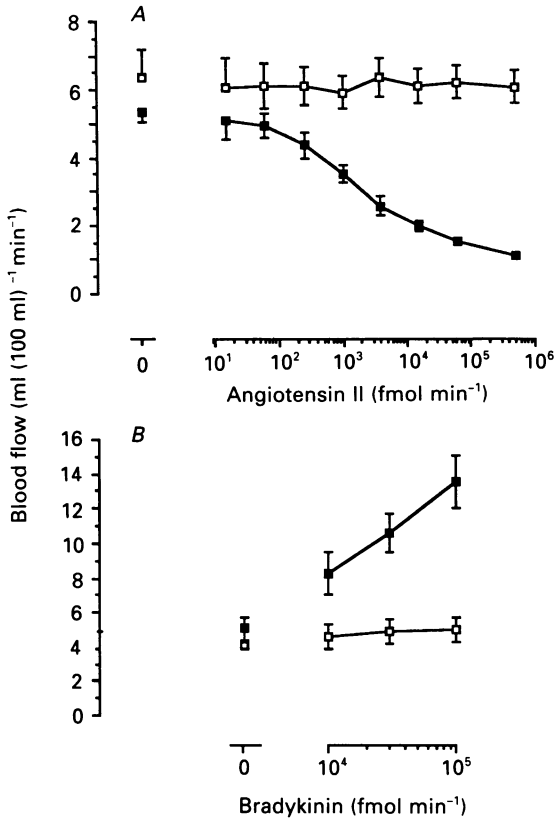 A
8
6
4
2
0
0
10¹ 10² 10³ 10⁴ 10⁵ 10⁶
Angiotensin II (fmol min⁻¹)
Blood flow (ml (100 ml)⁻¹ min⁻¹)
B
16
14
12
10
8
6
4
2
0
0
10⁴ 10⁵
Bradykinin (fmol min⁻¹)